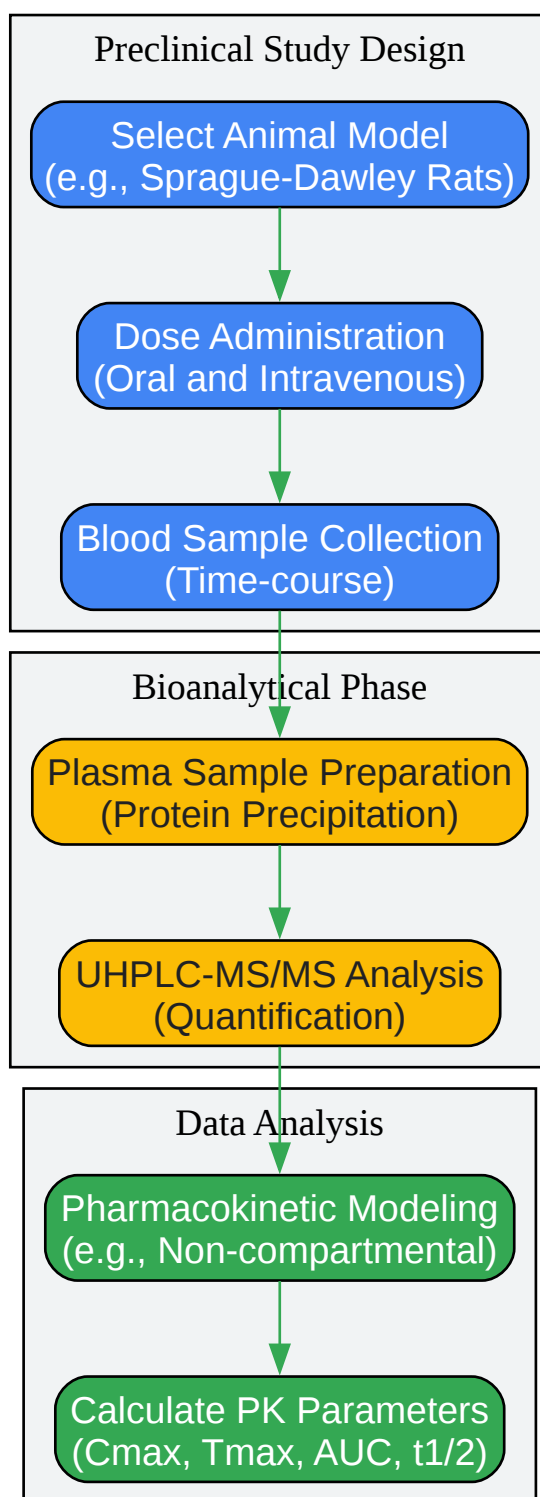 Preclinical Study Design
Select Animal Model
(e.g., Sprague-Dawley Rats)
Dose Administration
(Oral and Intravenous)
Blood Sample Collection
(Time-course)
Bioanalytical Phase
Plasma Sample Preparation
(Protein Precipitation)
UHPLC-MS/MS Analysis
(Quantification)
Data Analysis
Pharmacokinetic Modeling
(e.g., Non-compartmental)
Calculate PK Parameters
(Cmax, Tmax, AUC, t1/2)